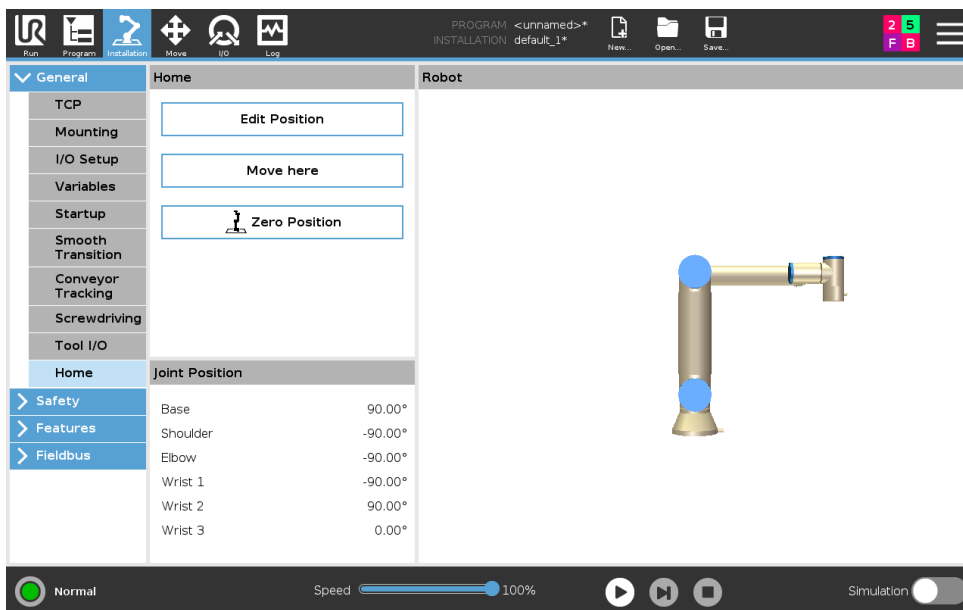 UR
PROGRAM <unnamed>*
INSTALLATION default_1*
Run
Program
Installation
Move
I/O
Log
New...
Open...
Save...
2 5
F B
General
TCP
Mounting
I/O Setup
Variables
Startup
Smooth
Transition
Conveyor
Tracking
Screwdriving
Tool I/O
Home
Safety
Features
Fieldbus
Home
Edit Position
Move here
Zero Position
Joint Position
Base 90.00°
Shoulder -90.00°
Elbow -90.00°
Wrist 1 -90.00°
Wrist 2 90.00°
Wrist 3 0.00°
Robot
Normal
Speed 100%
Simulation